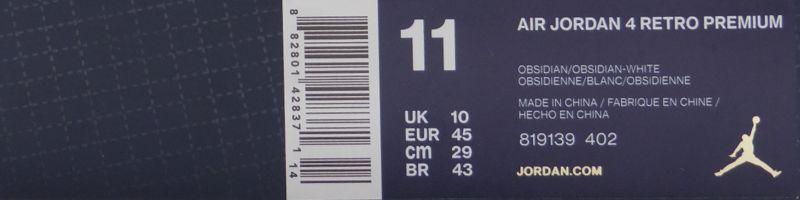 8 82801 42837 1 14
11
UK 10
EUR 45
cm 29
BR 43
AIR JORDAN 4 RETRO PREMIUM
OBSIDIAN/OBSIDIAN-WHITE
OBSIDIENNE/BLANC/OBSIDIENNE
MADE IN CHINA / FABRIQUE EN CHINE /
HECHO EN CHINA
819139 402
JORDAN.COM